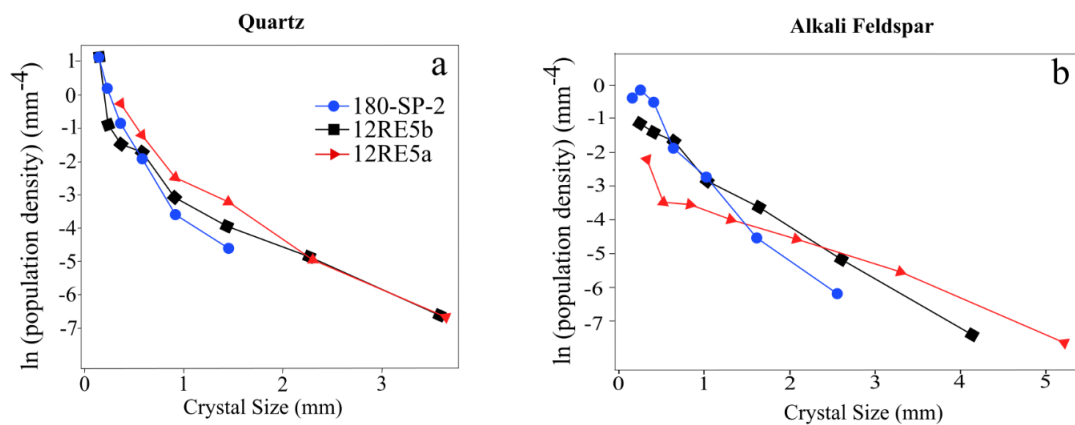 Quartz
a
ln (population density) (mm⁻⁴)
1
0
-1
-2
-3
-4
-5
-6
-7
180-SP-2
12RE5b
12RE5a
0 1 2 3
Crystal Size (mm)
Alkali Feldspar
b
ln (population density) (mm⁻⁴)
0
-1
-2
-3
-4
-5
-6
-7
0 1 2 3 4 5
Crystal Size (mm)